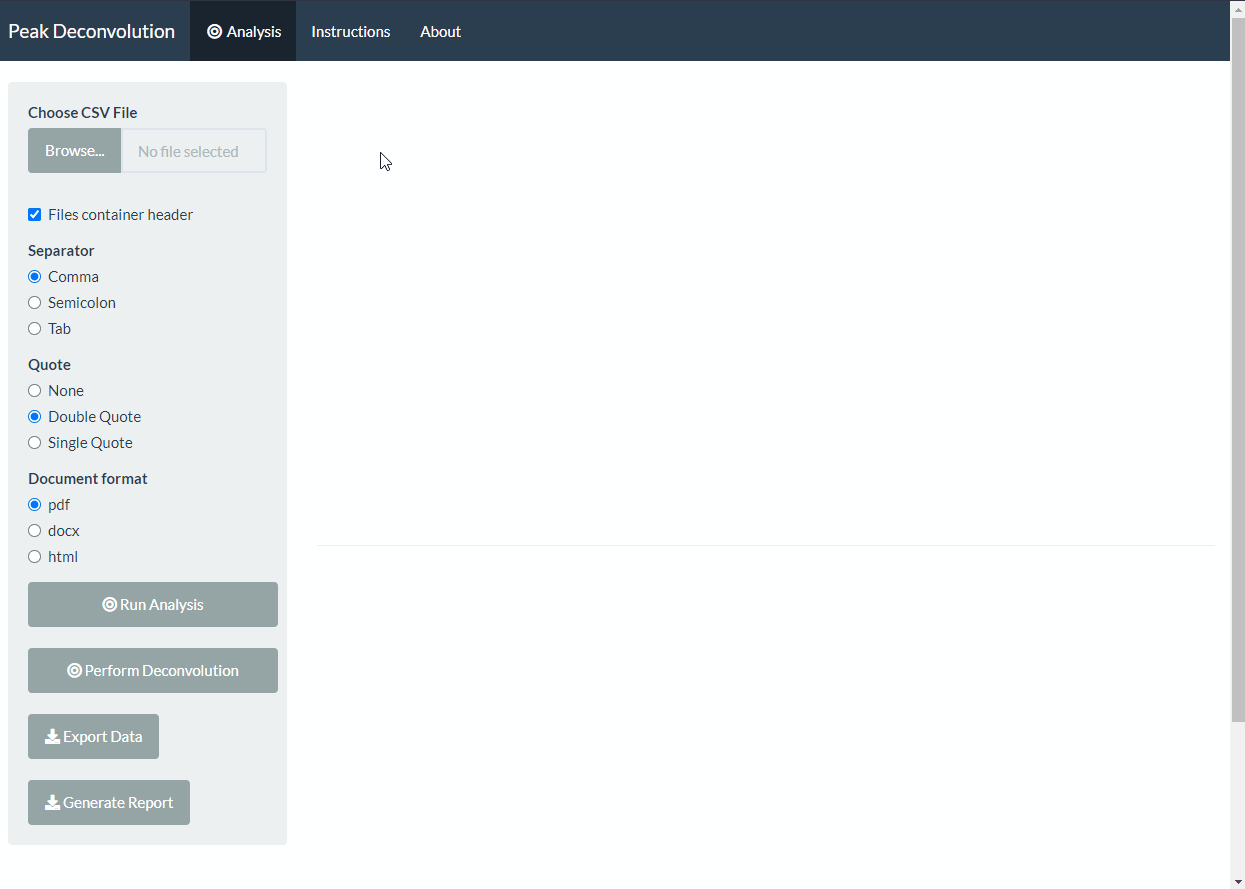 Peak Deconvolution Analysis Instructions About
Choose CSV File
Browse... No file selected
Files container header
Separator
Comma
Semicolon
Tab
Quote
None
Double Quote
Single Quote
Document format
pdf
docx
html
Run Analysis
Perform Deconvolution
Export Data
Generate Report